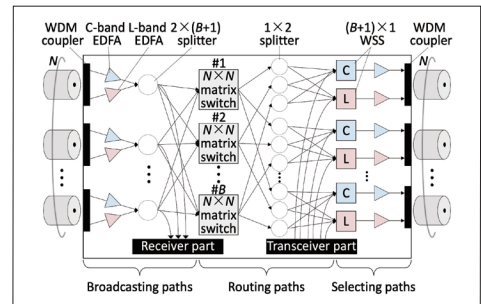 WDM coupler
C-band EDFA
L-band EDFA
2×(B+1) splitter
1×2 splitter
(B+1)×1 WSS
WDM coupler
N
N
#1
N×N
matrix
switch
C
L
#2
N×N
matrix
switch
C
L
#B
N×N
matrix
switch
C
L
Receiver part
Transceiver part
Broadcasting paths
Routing paths
Selecting paths